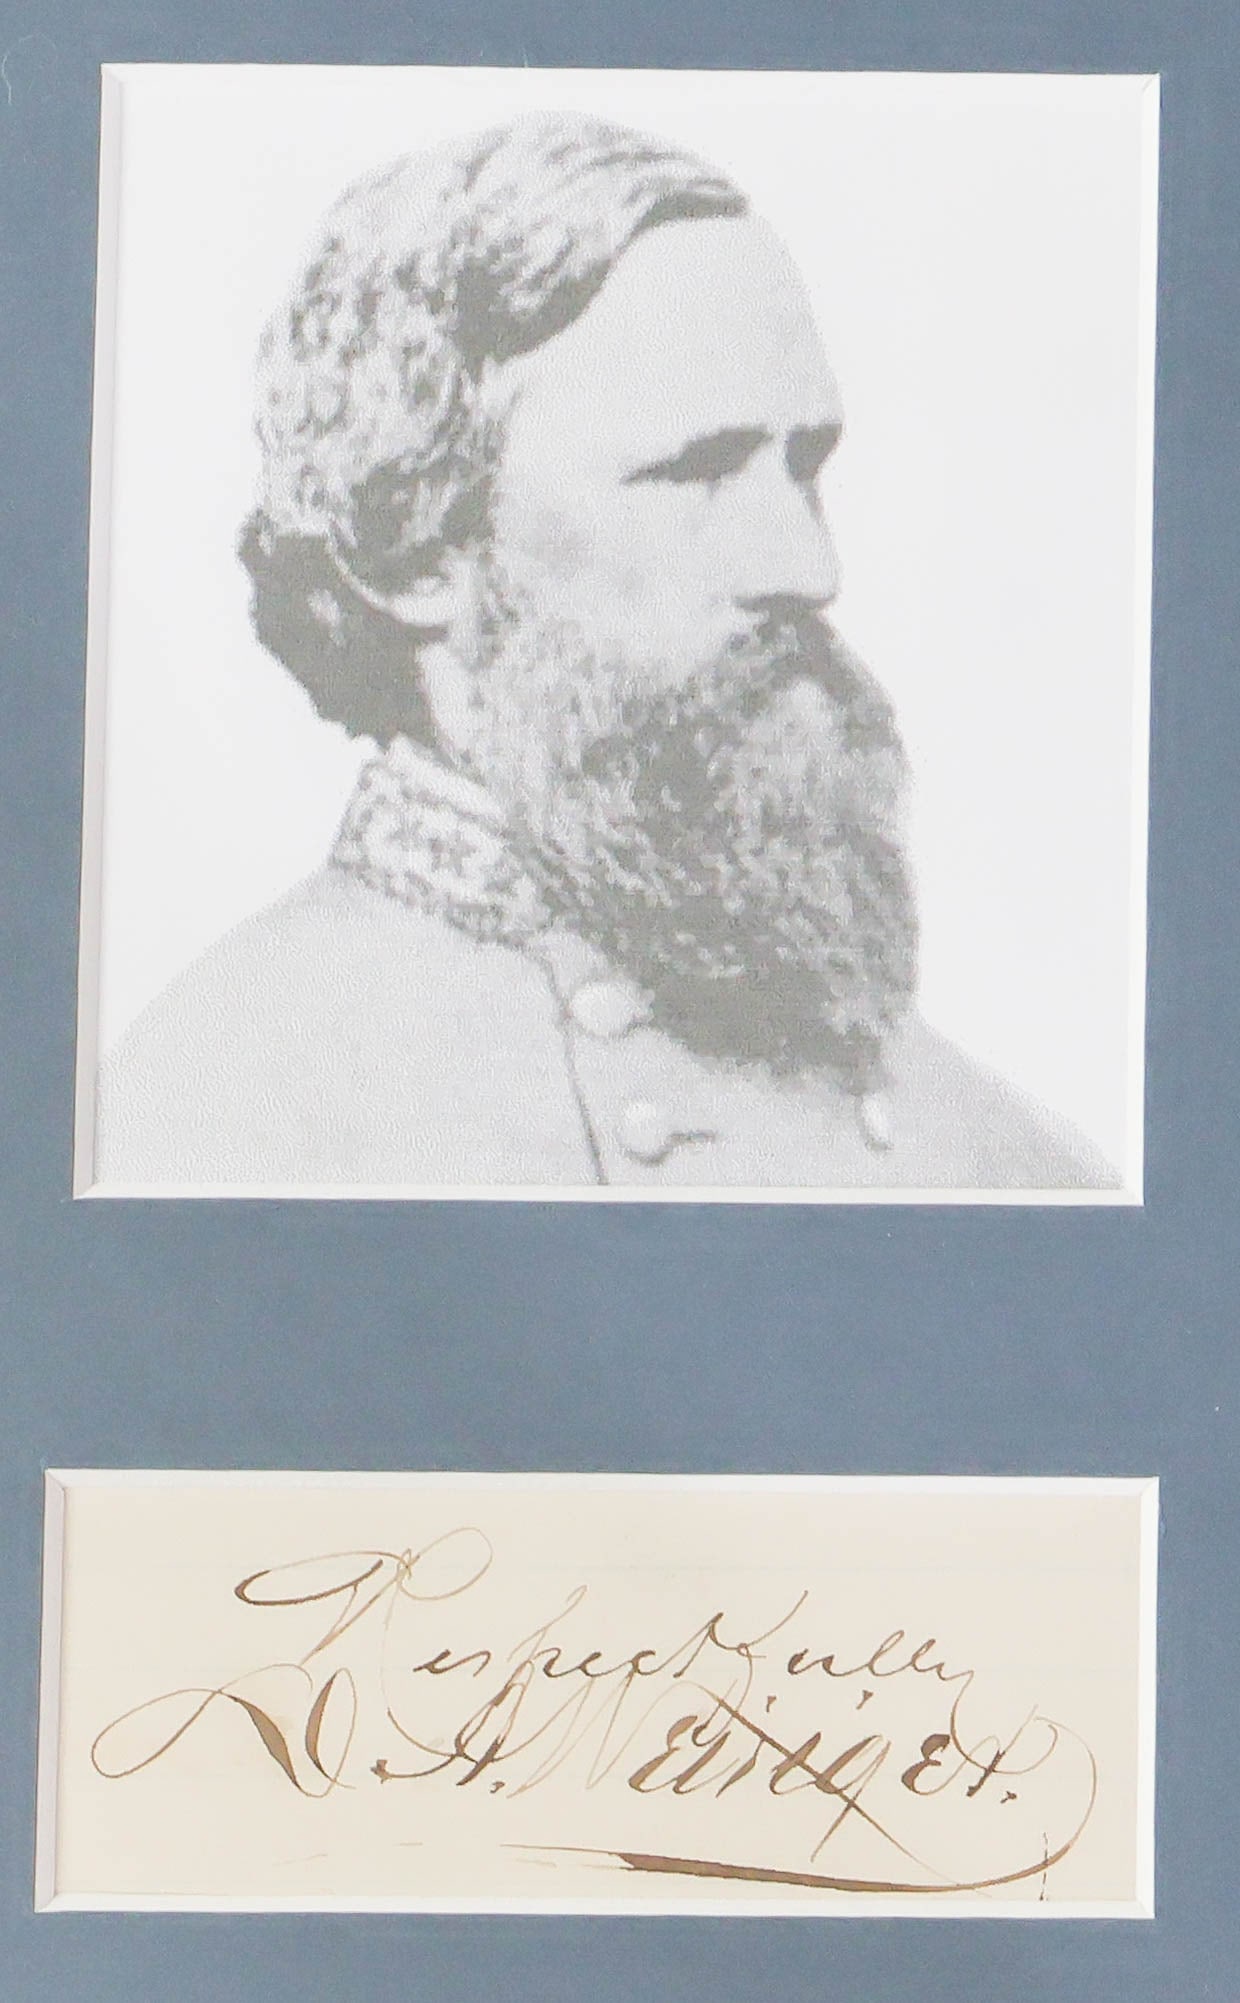 Respectfully
D. A. Weisiger.